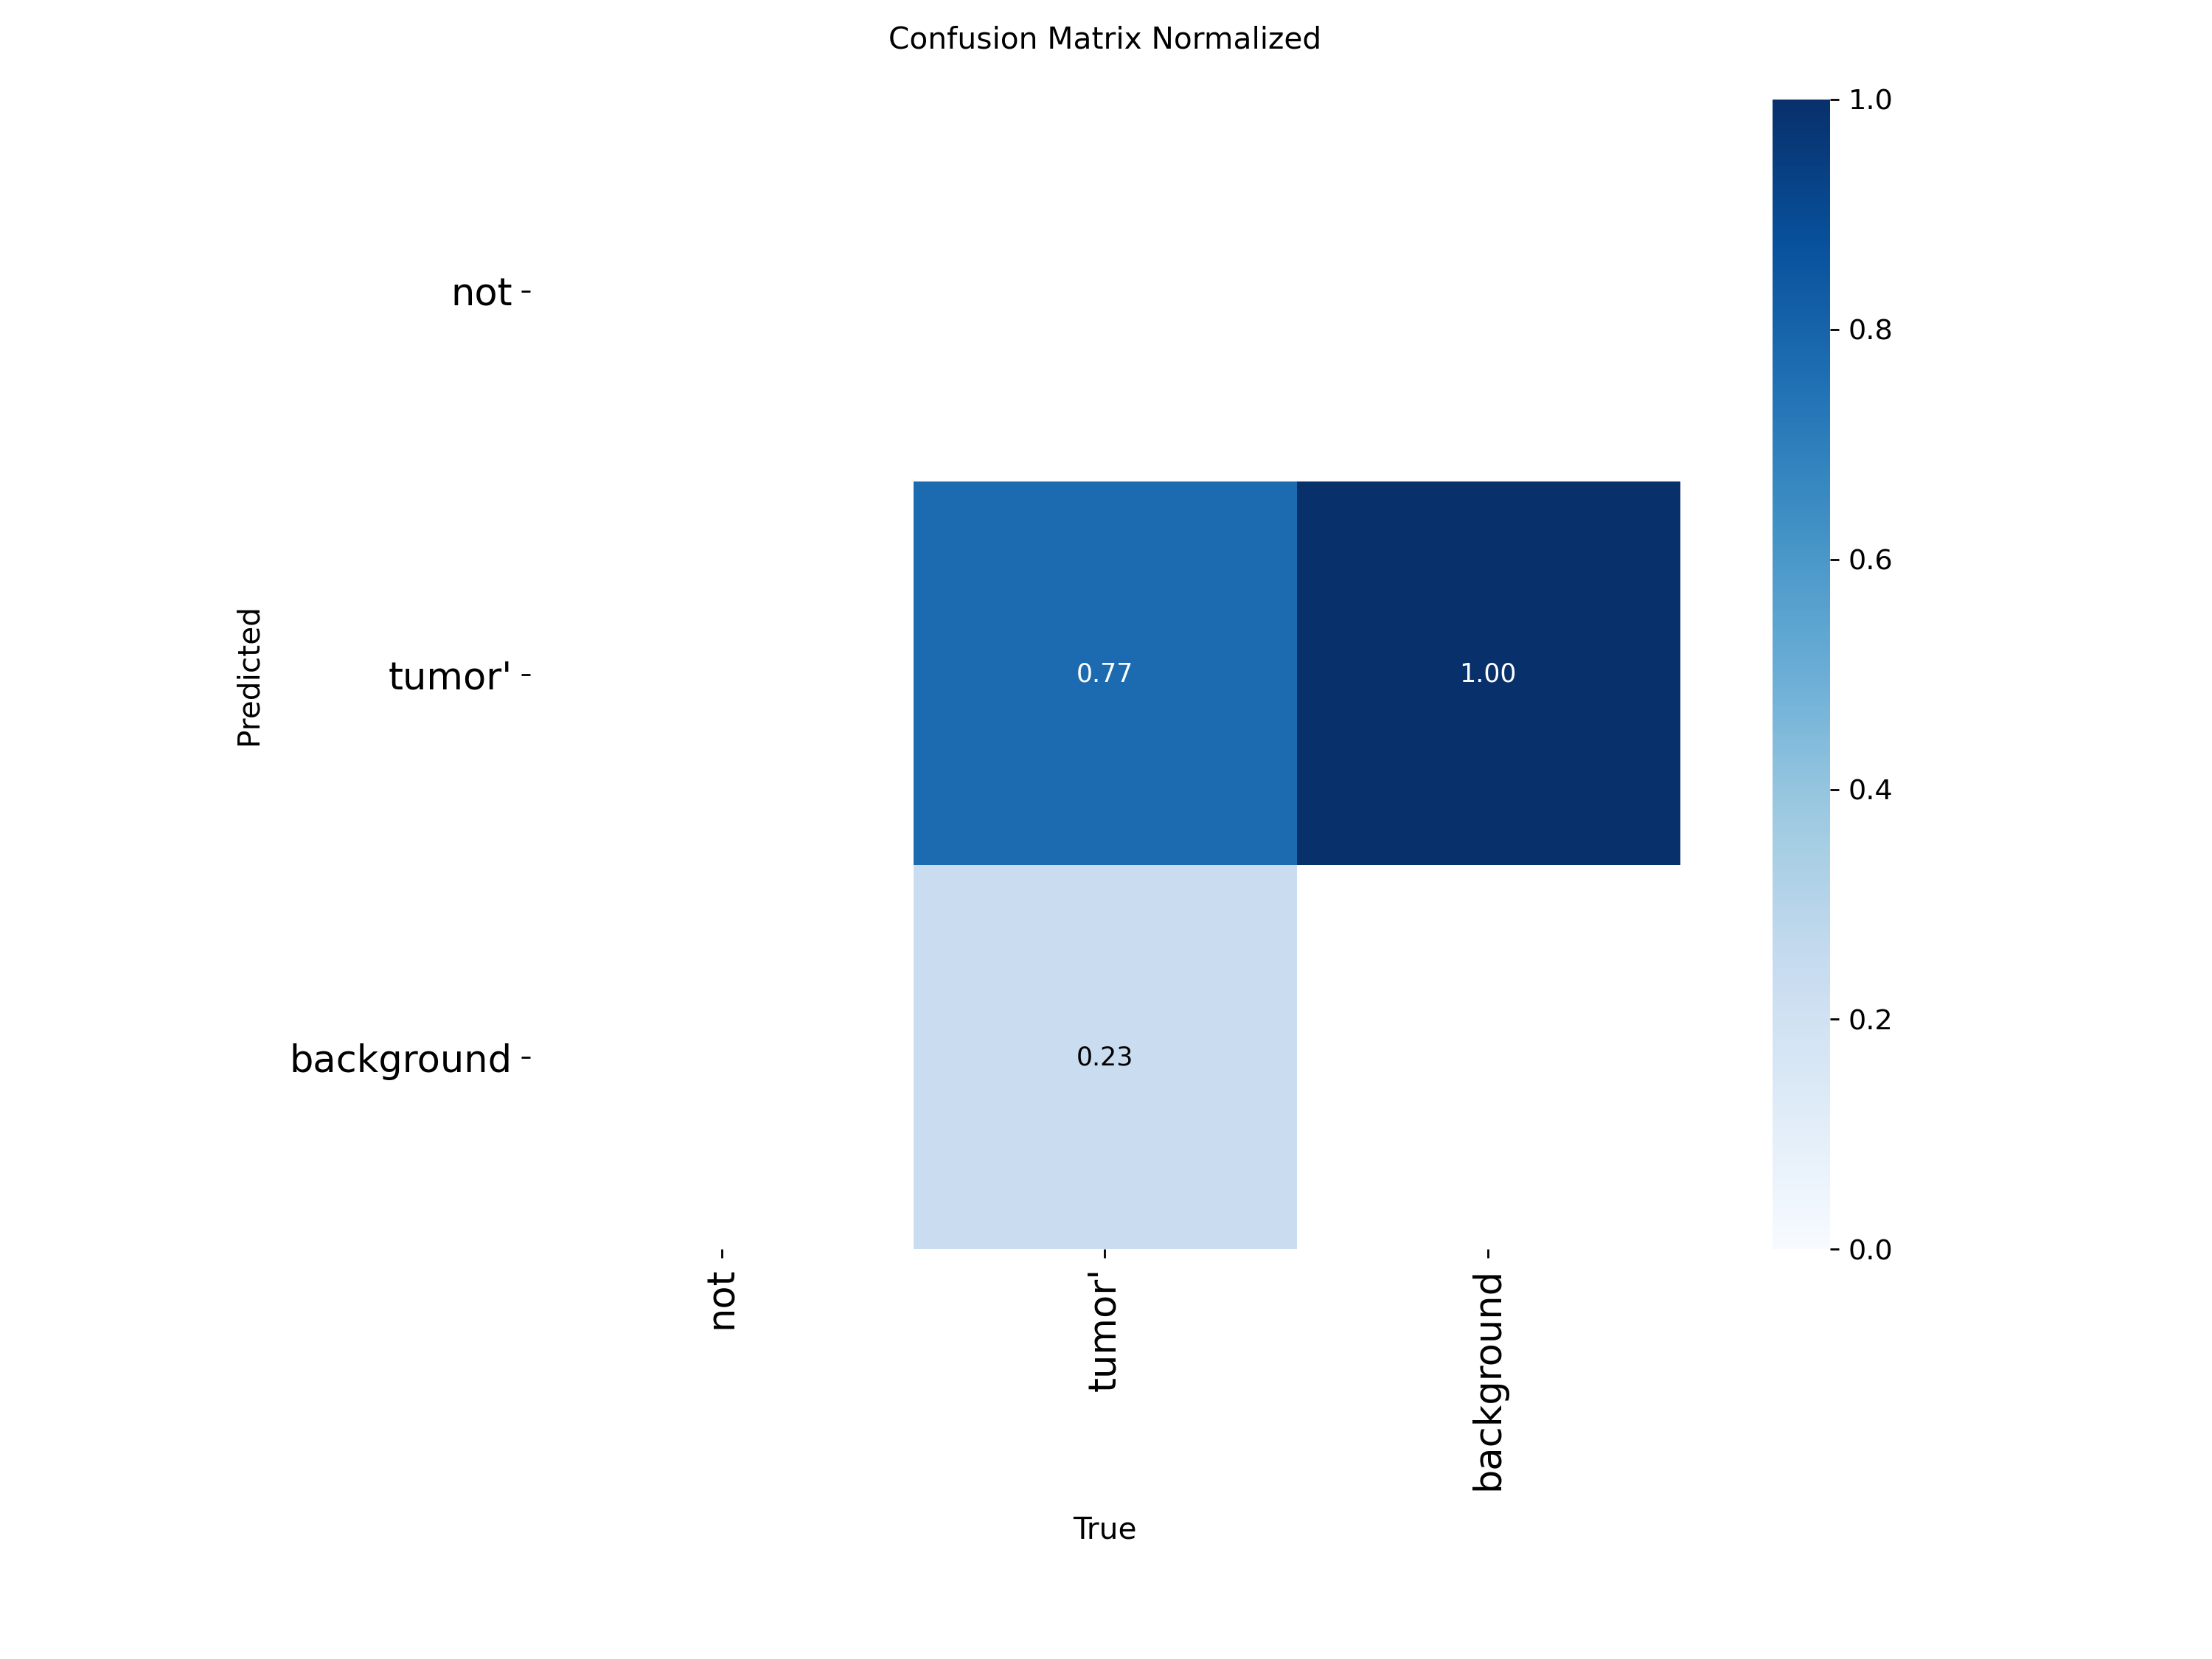 Confusion Matrix Normalized
not
tumor'
background
Predicted
0.77
1.00
0.23
not
tumor'
background
True
1.0
0.8
0.6
0.4
0.2
0.0